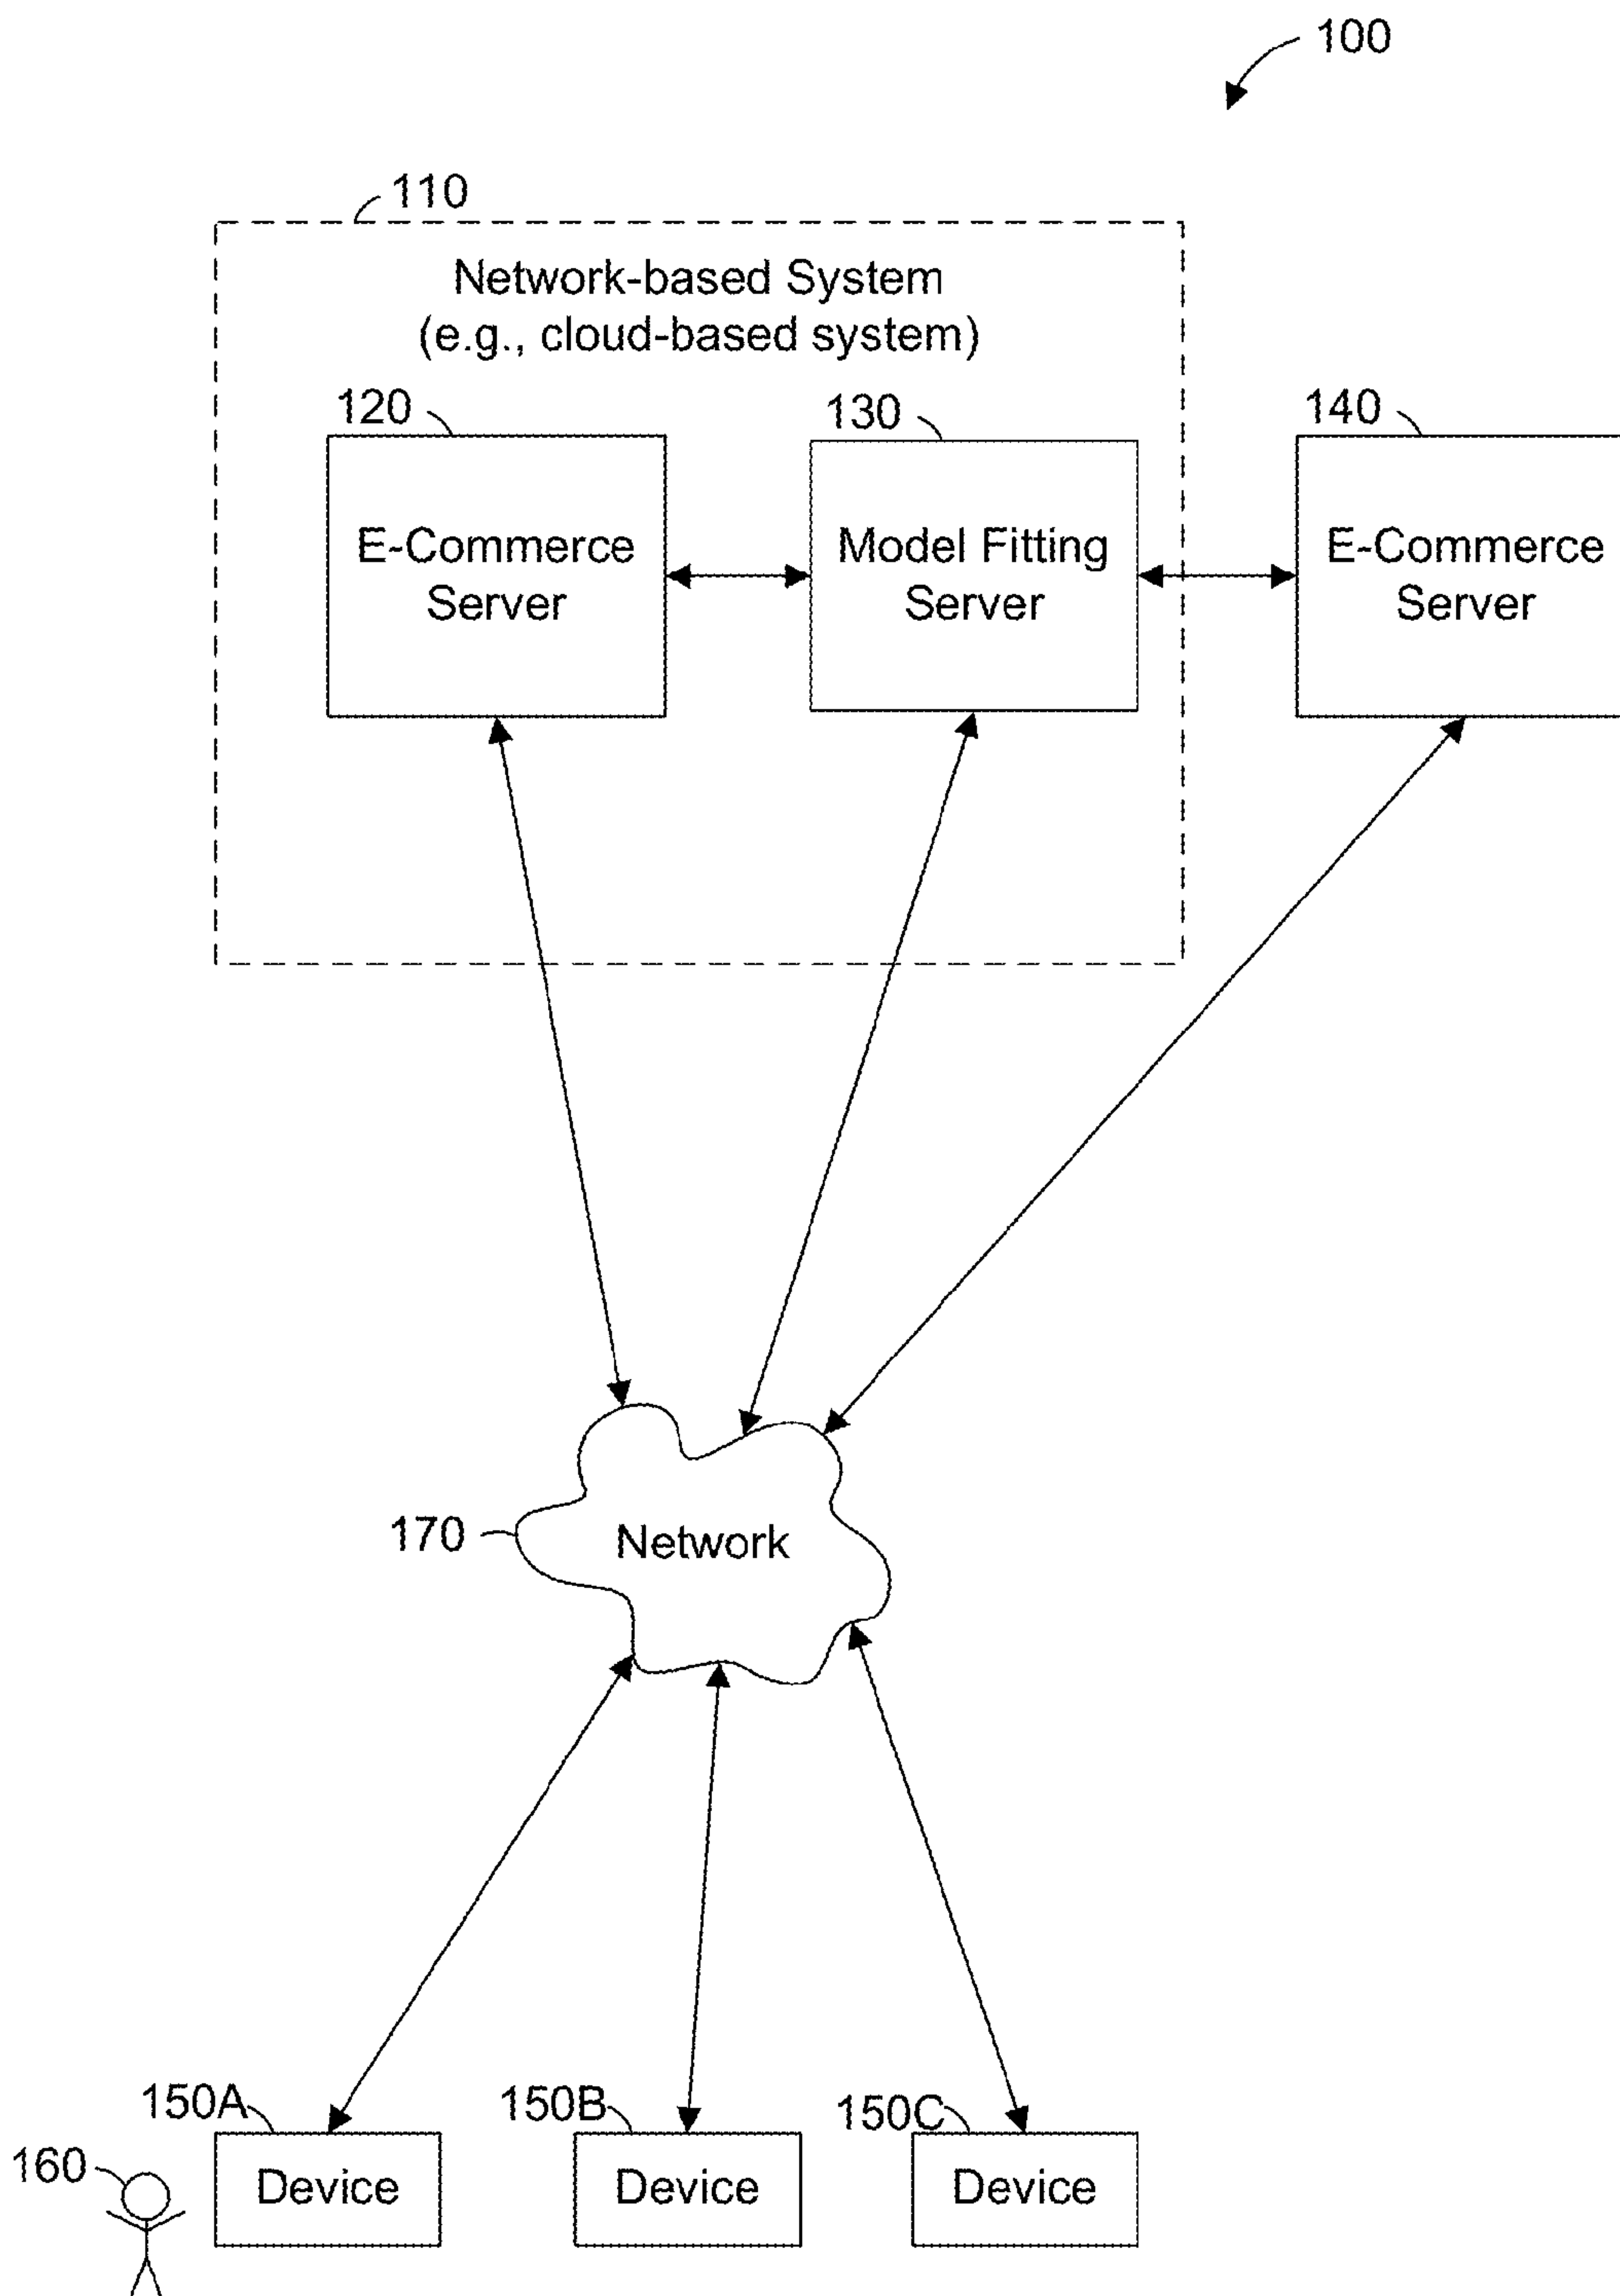 100
110
Network-based System
(e.g., cloud-based system)
120
130
140
E-Commerce
Server
Model Fitting
Server
E-Commerce
Server
170
Network
150A
150B
150C
160
Device
Device
Device